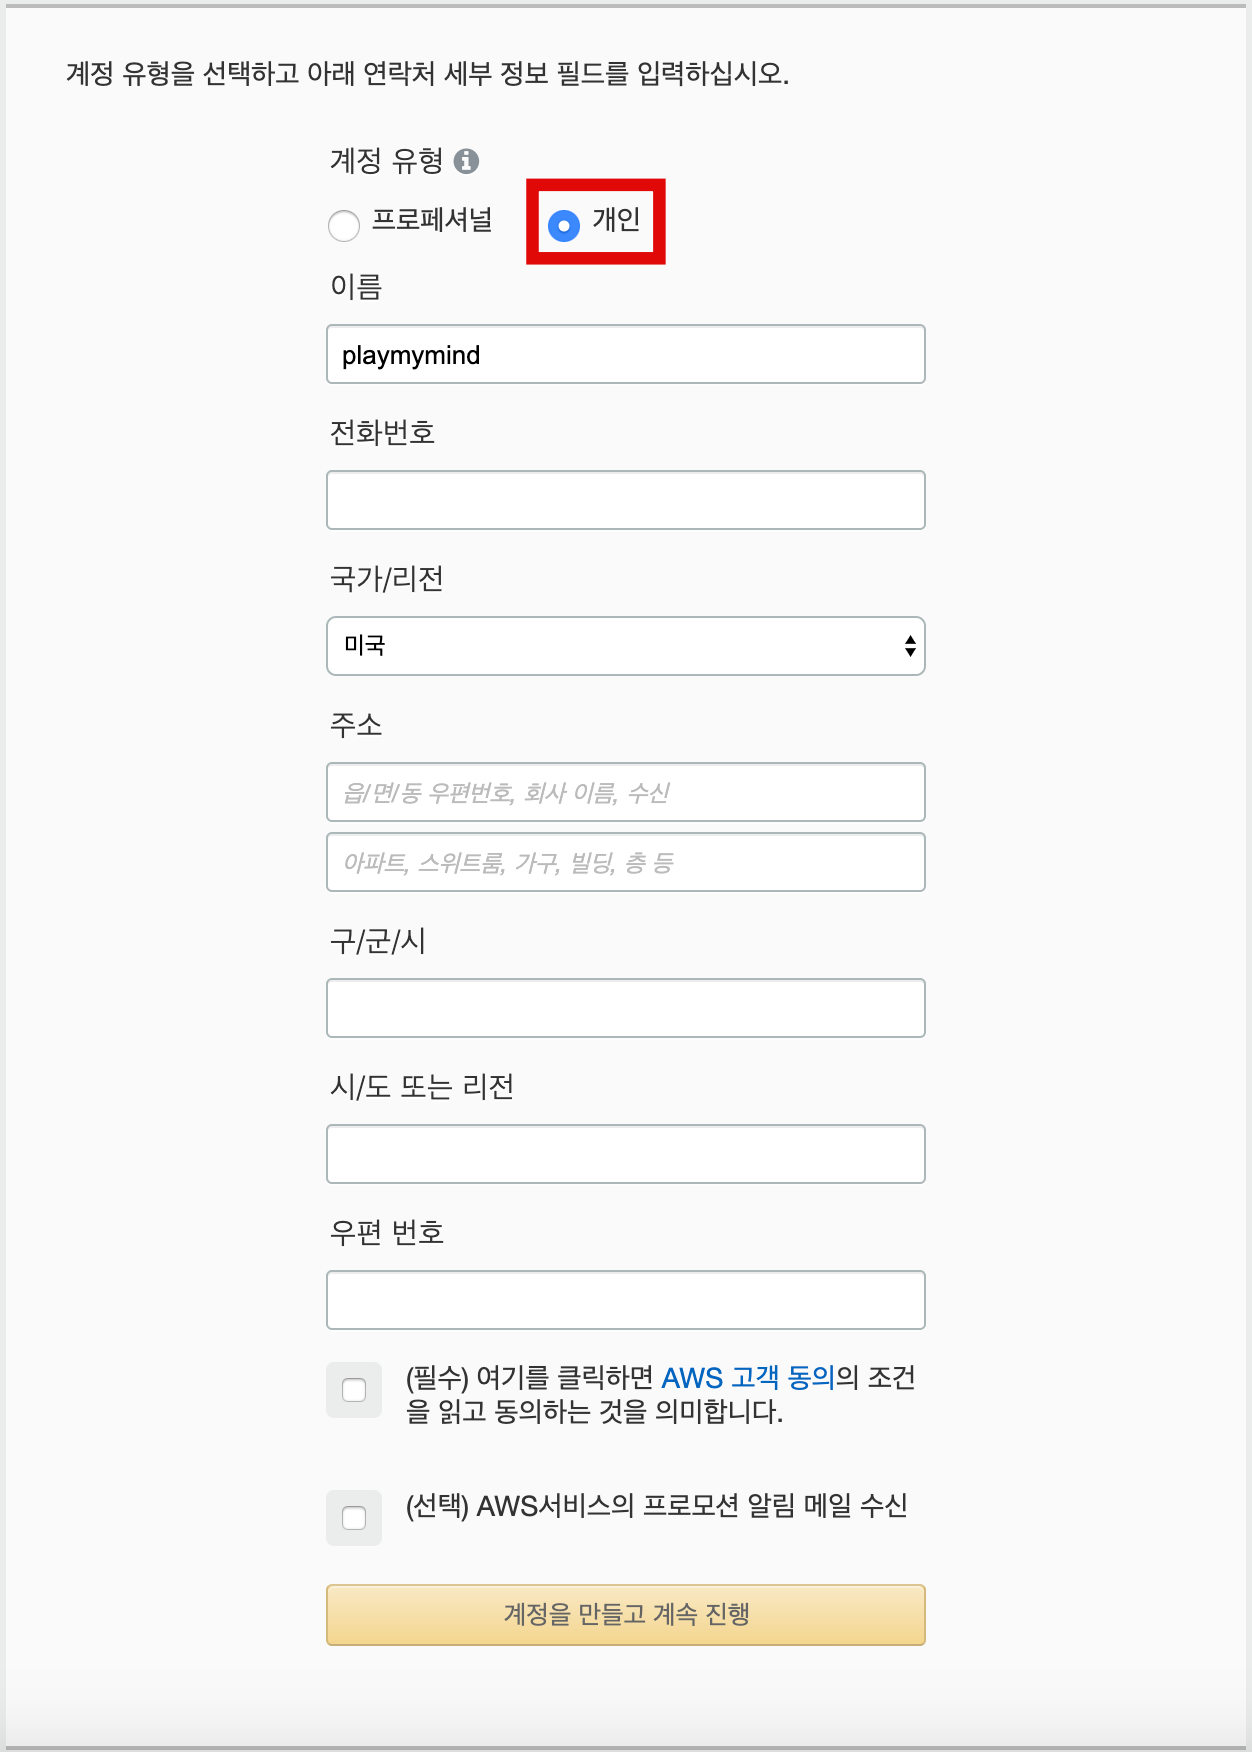 계정 유형을 선택하고 아래 연락처 세부 정보 필드를 입력하십시오.
계정 유형
프로페셔널 개인
이름
playmymind
전화번호
국가/리전
미국
주소
읍/면/동 우편번호, 회사 이름, 수신
아파트, 스위트룸, 가구, 빌딩, 층 등
구/군/시
시/도 또는 리전
우편 번호
(필수) 여기를 클릭하면 AWS 고객 동의의 조건
을 읽고 동의하는 것을 의미합니다.
(선택) AWS서비스의 프로모션 알림 메일 수신
계정을 만들고 계속 진행